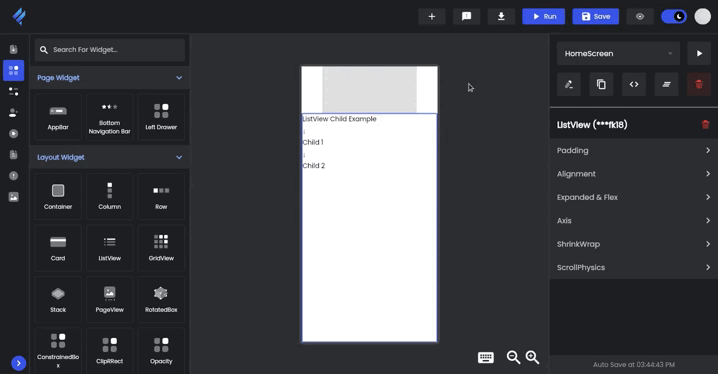 Run
Save
Search For Widget...
HomeScreen
Page Widget
AppBar
Bottom
Navigation Bar
Left Drawer
Layout Widget
Container
Column
Row
Card
ListView
GridView
Stack
PageView
RotatedBox
ConstrainedBo
x
ClipRRect
Opacity
ListView Child Example
Child 1
Child 2
ListView (***fk18)
Padding
Alignment
Expanded & Flex
Axis
ShrinkWrap
ScrollPhysics
Auto Save at 03:44:43 PM